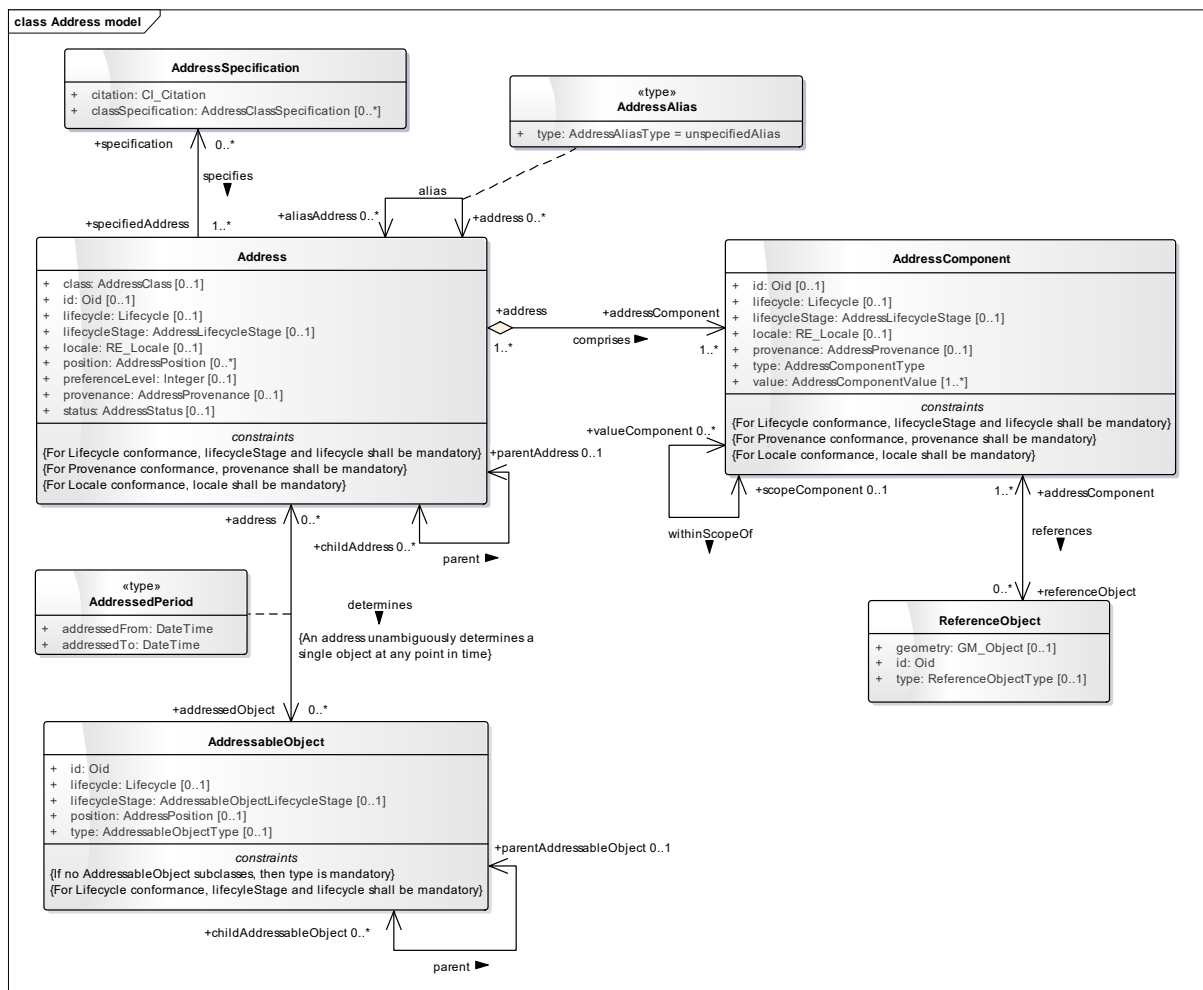 class Address model
AddressSpecification
+ citation: CI_Citation
+ classSpecification: AddressClassSpecification [0..*]
«type»
AddressAlias
+ type: AddressAliasType = unspecifiedAlias
+specification 0..*
specifies
+specifiedAddress 1..*
alias
+aliasAddress 0..*
+address 0..*
Address
+ class: AddressClass [0..1]
+ id: Oid [0..1]
+ lifecycle: Lifecycle [0..1]
+ lifecycleStage: AddressLifecycleStage [0..1]
+ locale: RE_Locale [0..1]
+ position: AddressPosition [0..*]
+ preferenceLevel: Integer [0..1]
+ provenance: AddressProvenance [0..1]
+ status: AddressStatus [0..1]
constraints
{For Lifecycle conformance, lifecycleStage and lifecycle shall be mandatory}
{For Provenance conformance, provenance shall be mandatory}
{For Locale conformance, locale shall be mandatory}
+address
1..*
+addressComponent
comprises
1..*
AddressComponent
+ id: Oid [0..1]
+ lifecycle: Lifecycle [0..1]
+ lifecycleStage: AddressLifecycleStage [0..1]
+ locale: RE_Locale [0..1]
+ provenance: AddressProvenance [0..1]
+ type: AddressComponentType
+ value: AddressComponentValue [1..*]
constraints
{For Lifecycle conformance, lifecycleStage and lifecycle shall be mandatory}
{For Provenance conformance, provenance shall be mandatory}
{For Locale conformance, locale shall be mandatory}
+parentAddress 0..1
+childAddress 0..*
parent
+valueComponent 0..*
+scopeComponent 0..1
withinScopeOf
1..* +addressComponent
references
0..* +referenceObject
ReferenceObject
+ geometry: GM_Object [0..1]
+ id: Oid
+ type: ReferenceObjectType [0..1]
+address 0..*
«type»
AddressedPeriod
+ addressedFrom: DateTime
+ addressedTo: DateTime
determines
{An address unambiguously determines a
single object at any point in time}
+addressedObject 0..*
AddressableObject
+ id: Oid
+ lifecycle: Lifecycle [0..1]
+ lifecycleStage: AddressableObjectLifecycleStage [0..1]
+ position: AddressPosition [0..1]
+ type: AddressableObjectType [0..1]
constraints
{If no AddressableObject subclasses, then type is mandatory}
{For Lifecycle conformance, lifecyleStage and lifecycle shall be mandatory}
+parentAddressableObject 0..1
+childAddressableObject 0..*
parent